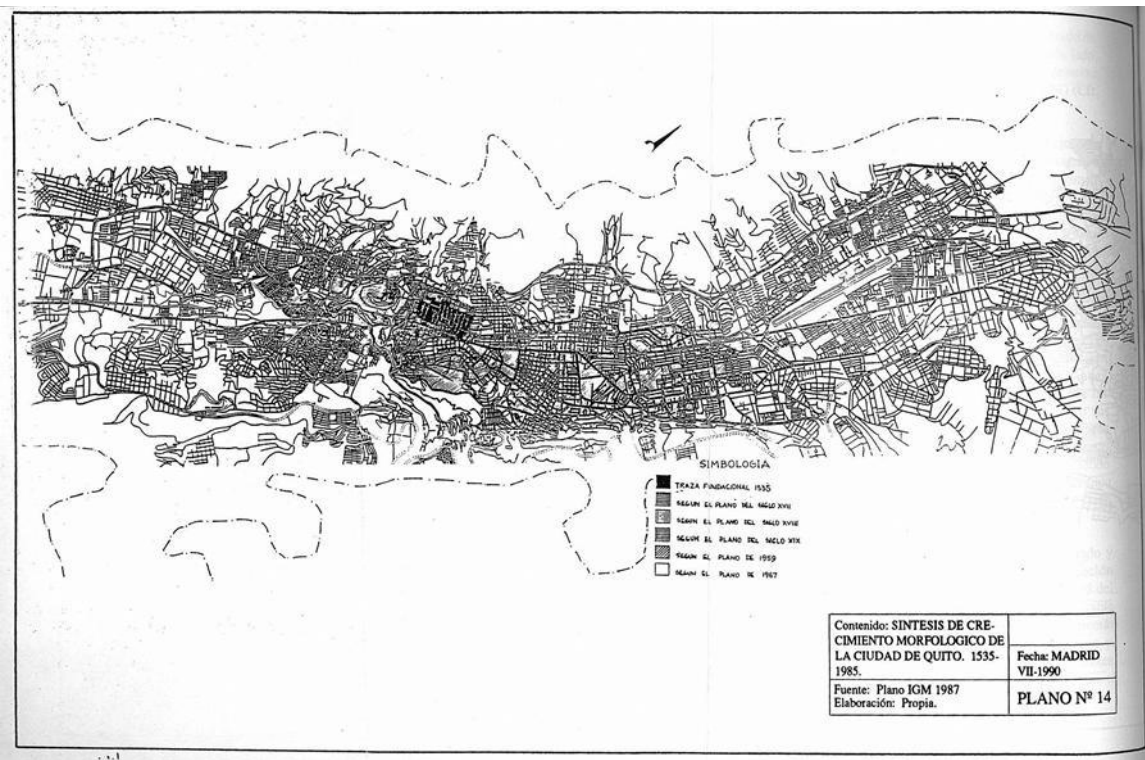 SIMBOLOGIA
TRAZA FUNDACIONAL 1535
SEGUN EL PLANO DEL SIGLO XVII
SEGUN EL PLANO DEL SIGLO XVIII
SEGUN EL PLANO DEL SIGLO XIX
SEGUN EL PLANO DE 1959
SEGUN EL PLANO DE 1967
Contenido: SINTESIS DE CRE-
CIMIENTO MORFOLOGICO DE
LA CIUDAD DE QUITO. 1535-
1985.
Fecha: MADRID
VII-1990
Fuente: Plano IGM 1987
Elaboración: Propia.
PLANO Nº 14